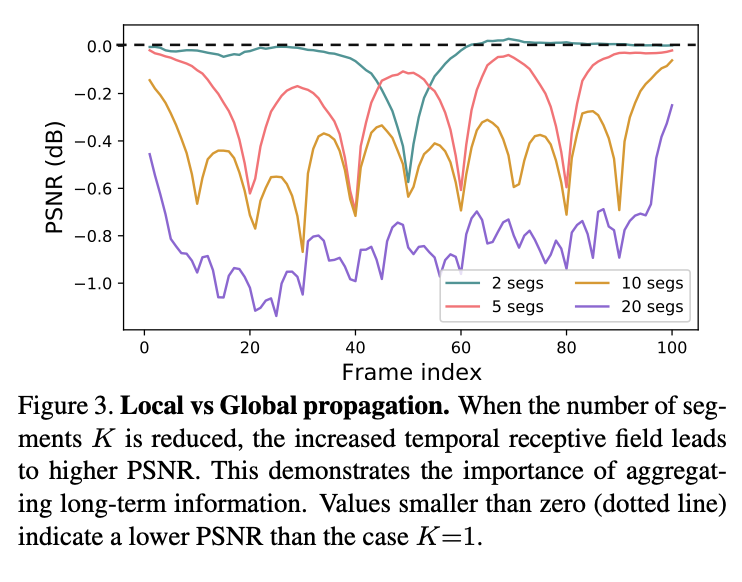 0.0
−0.2
−0.4
−0.6
−0.8
−1.0
PSNR (dB)
2 segs
5 segs
10 segs
20 segs
0 20 40 60 80 100
Frame index
Figure 3. Local vs Global propagation. When the number of seg-
ments K is reduced, the increased temporal receptive field leads
to higher PSNR. This demonstrates the importance of aggregat-
ing long-term information. Values smaller than zero (dotted line)
indicate a lower PSNR than the case K=1.